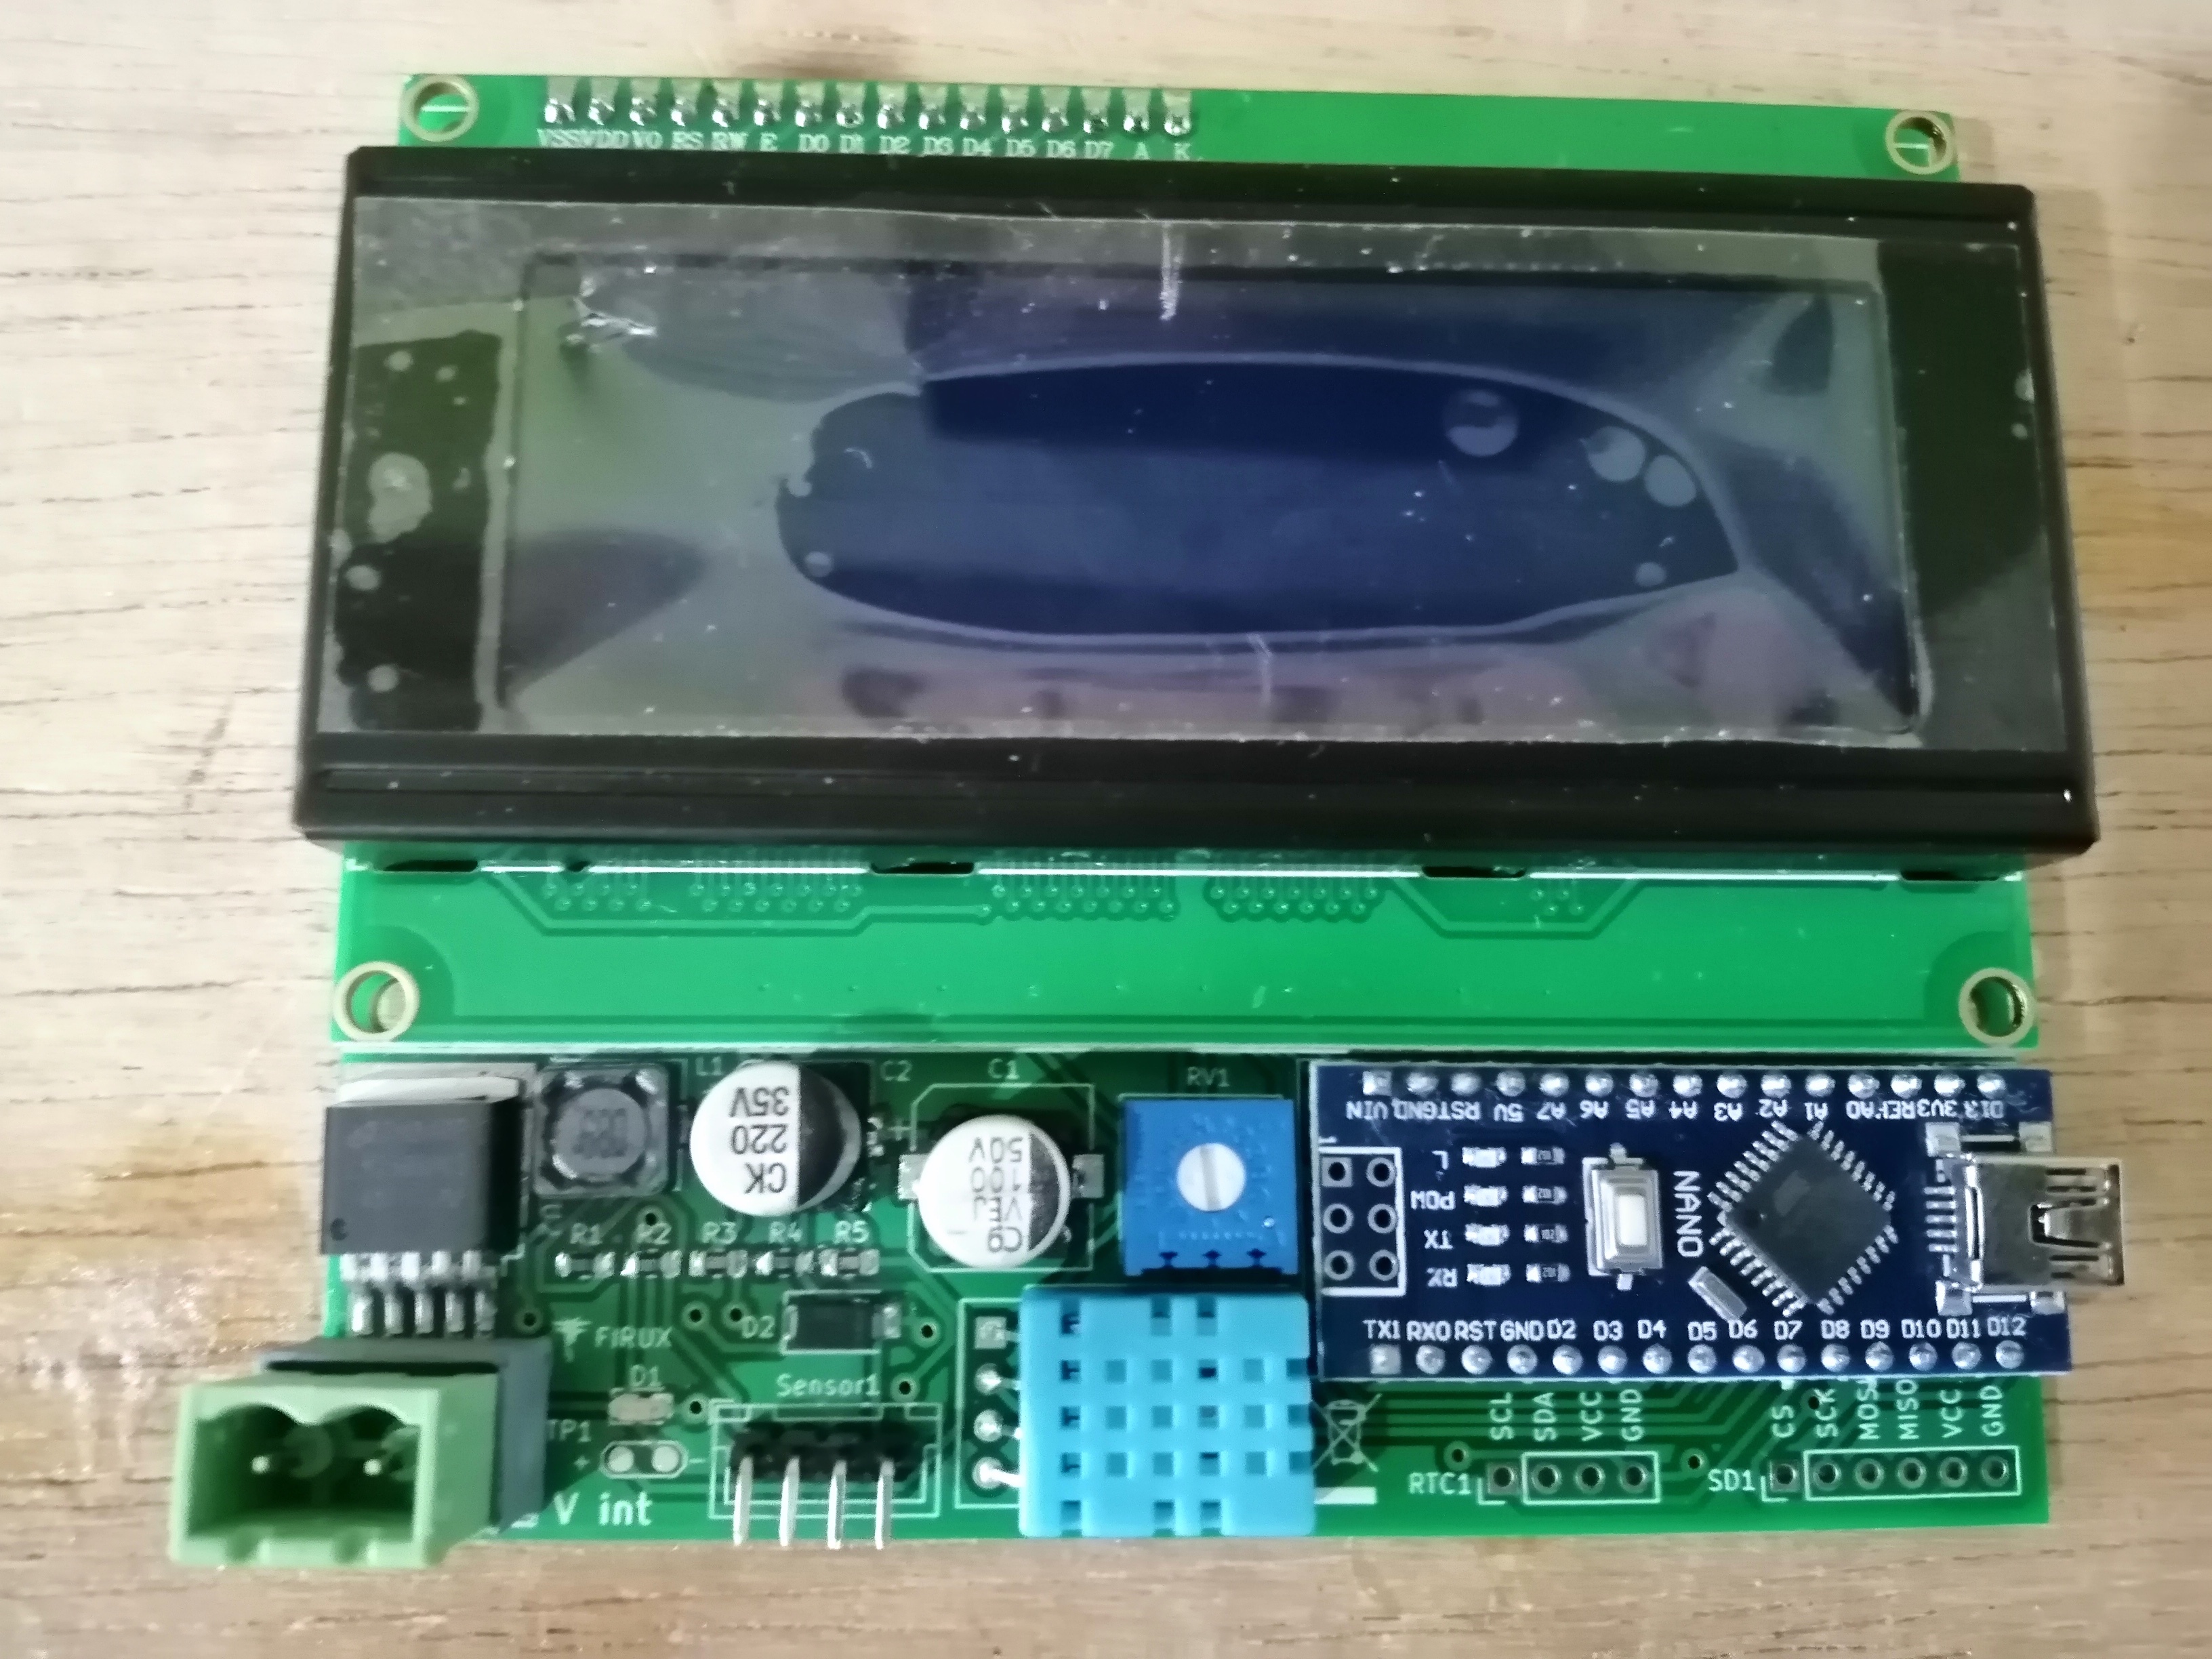 VSS VDD VO RS RW E D0 D1 D2 D3 D4 D5 D6 D7 A K
L1
C2
C1
RV1
35V
220
CK
50V
100
VEJ
R1 R2 R3 R4 R5
D2
FIRUX
D1
Sensor1
TP1
+ -
V int
VIN GND RST 5V A7 A6 A5 A4 A3 A2 A1 A0 REF 3V3 D13
1
L
POW
TX
RX
NANO
TX1 RX0 RST GND D2 D3 D4 D5 D6 D7 D8 D9 D10 D11 D12
SCL SDA VCC GND
RTC1
CS SCK MOSI MISO VCC GND
SD1